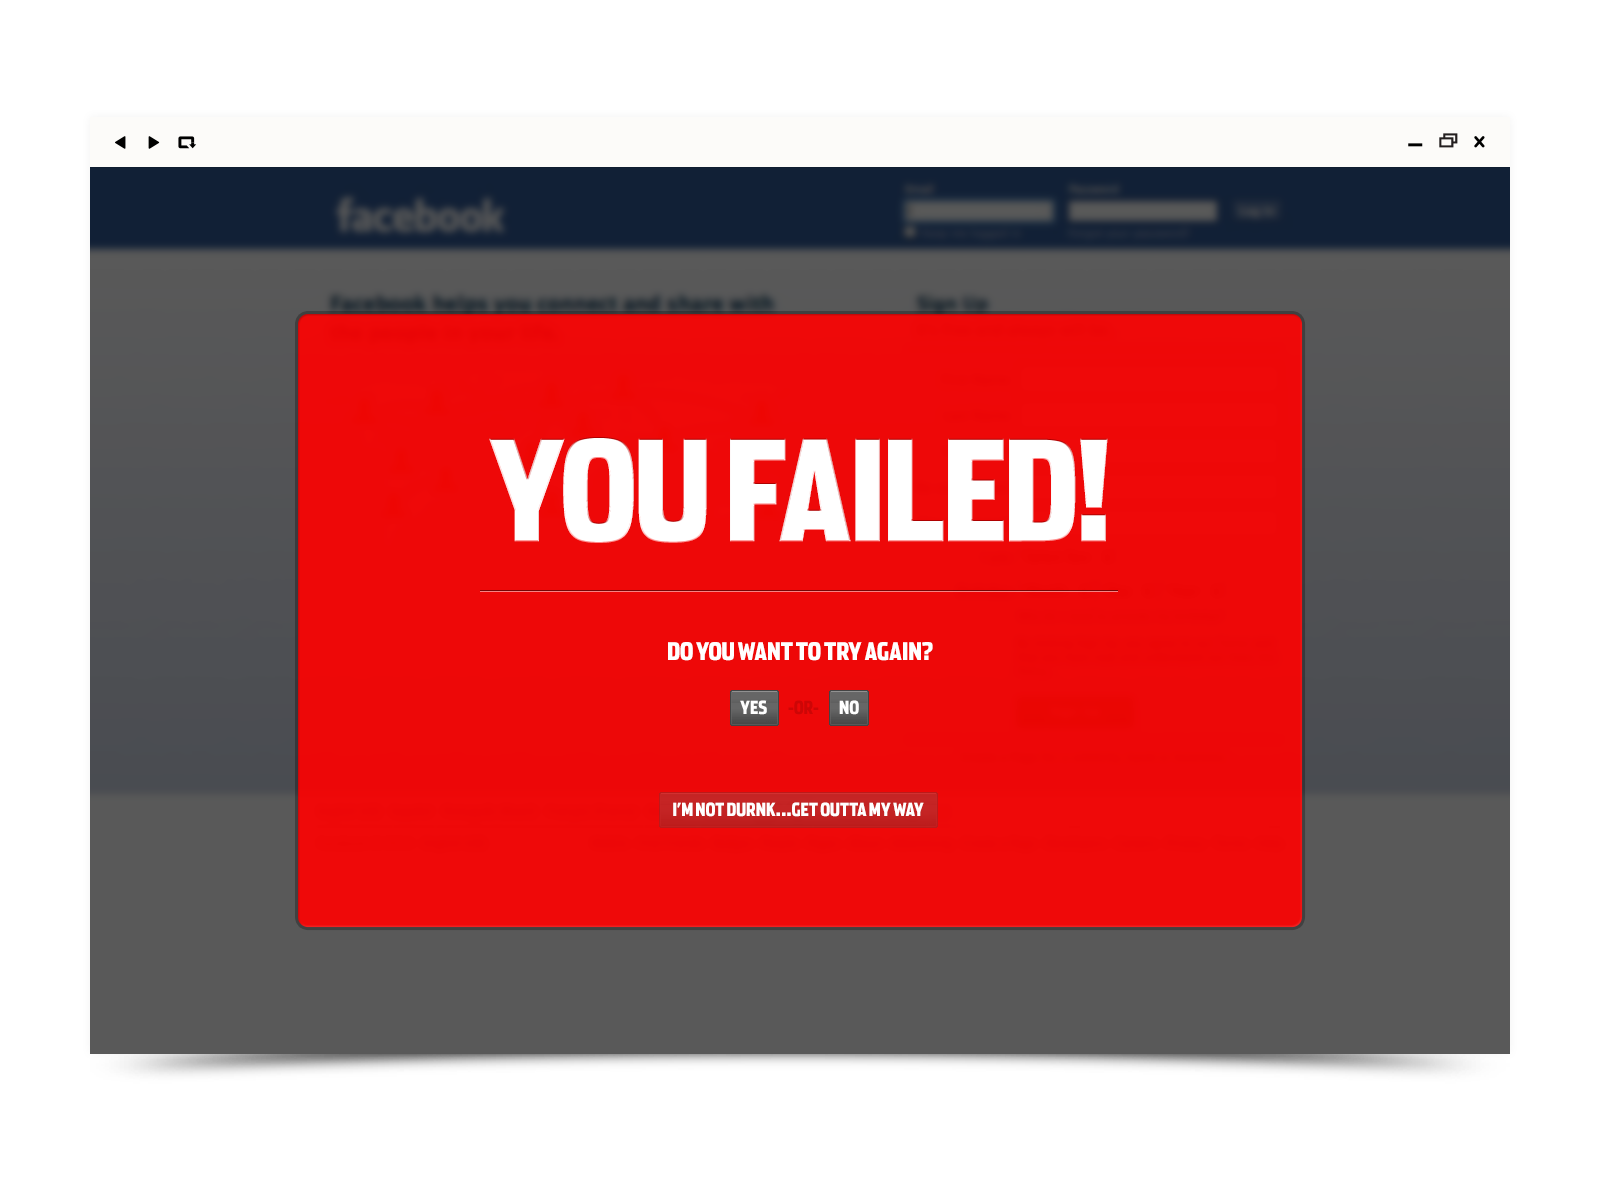 facebook
Facebook helps you connect and share with
Sign Up
YOU FAILED!
DO YOU WANT TO TRY AGAIN?
YES -OR- NO
I'M NOT DURNK...GET OUTTA MY WAY